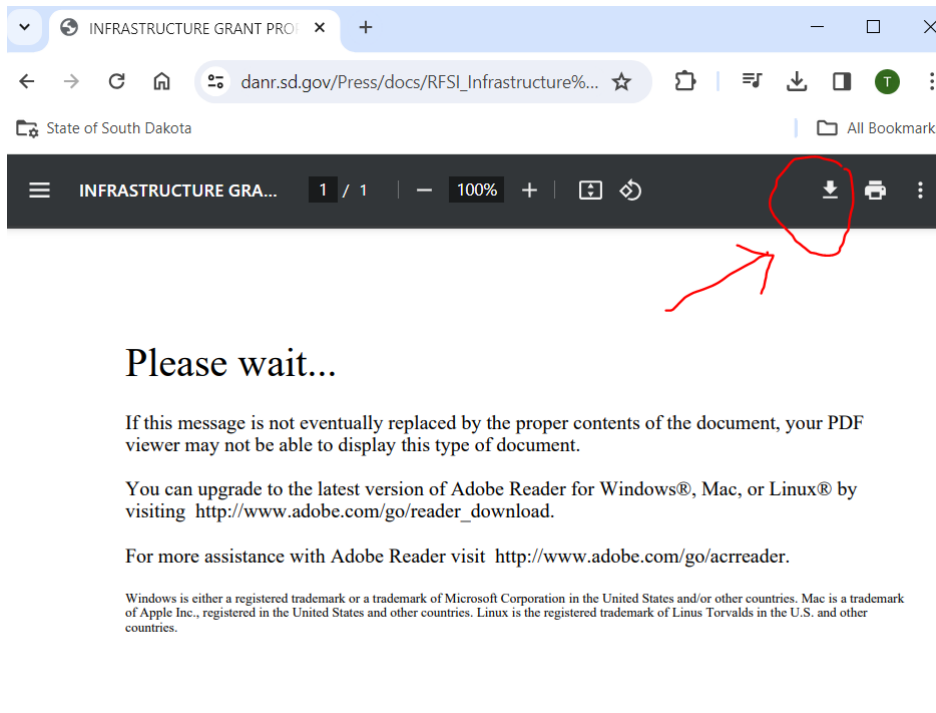 INFRASTRUCTURE GRANT PROP
danr.sd.gov/Press/docs/RFSI_Infrastructure%...
T
State of South Dakota
All Bookmark
INFRASTRUCTURE GRA... 1 / 1 100%
Please wait...
If this message is not eventually replaced by the proper contents of the document, your PDF
viewer may not be able to display this type of document.
You can upgrade to the latest version of Adobe Reader for Windows®, Mac, or Linux® by
visiting http://www.adobe.com/go/reader_download.
For more assistance with Adobe Reader visit http://www.adobe.com/go/acrreader.
Windows is either a registered trademark or a trademark of Microsoft Corporation in the United States and/or other countries. Mac is a trademark
of Apple Inc., registered in the United States and other countries. Linux is the registered trademark of Linus Torvalds in the U.S. and other
countries.